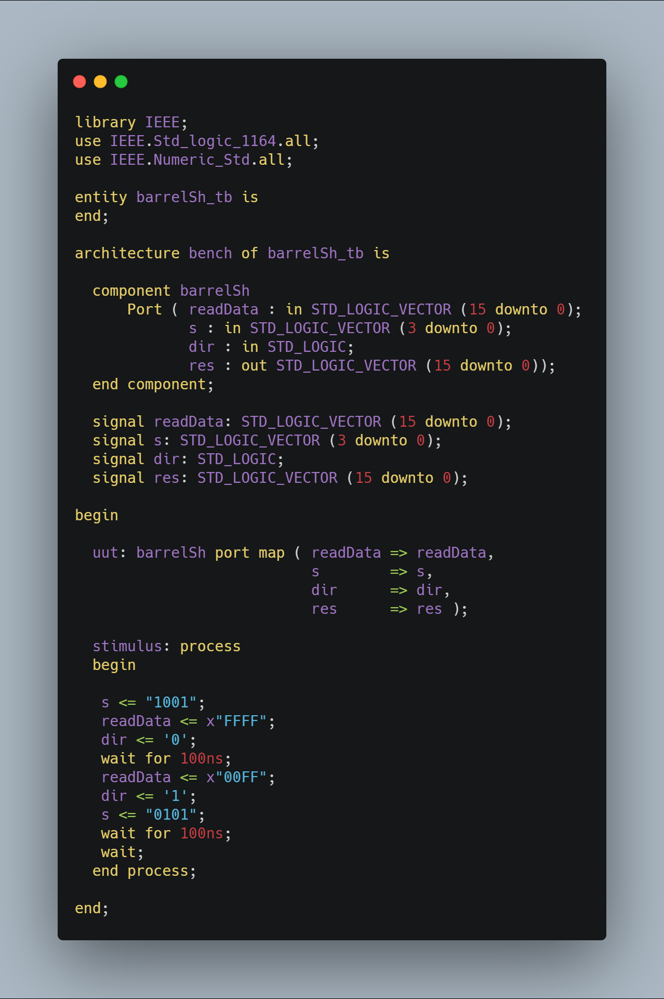 library IEEE;
use IEEE.Std_logic_1164.all;
use IEEE.Numeric_Std.all;

entity barrelSh_tb is
end;

architecture bench of barrelSh_tb is

  component barrelSh
      Port ( readData : in STD_LOGIC_VECTOR (15 downto 0);
             s : in STD_LOGIC_VECTOR (3 downto 0);
             dir : in STD_LOGIC;
             res : out STD_LOGIC_VECTOR (15 downto 0));
  end component;

  signal readData: STD_LOGIC_VECTOR (15 downto 0);
  signal s: STD_LOGIC_VECTOR (3 downto 0);
  signal dir: STD_LOGIC;
  signal res: STD_LOGIC_VECTOR (15 downto 0);

begin

  uut: barrelSh port map ( readData => readData,
                           s        => s,
                           dir      => dir,
                           res      => res );

  stimulus: process
  begin

   s <= "1001";
   readData <= x"FFFF";
   dir <= '0';
   wait for 100ns;
   readData <= x"00FF";
   dir <= '1';
   s <= "0101";
   wait for 100ns;
   wait;
  end process;

end;